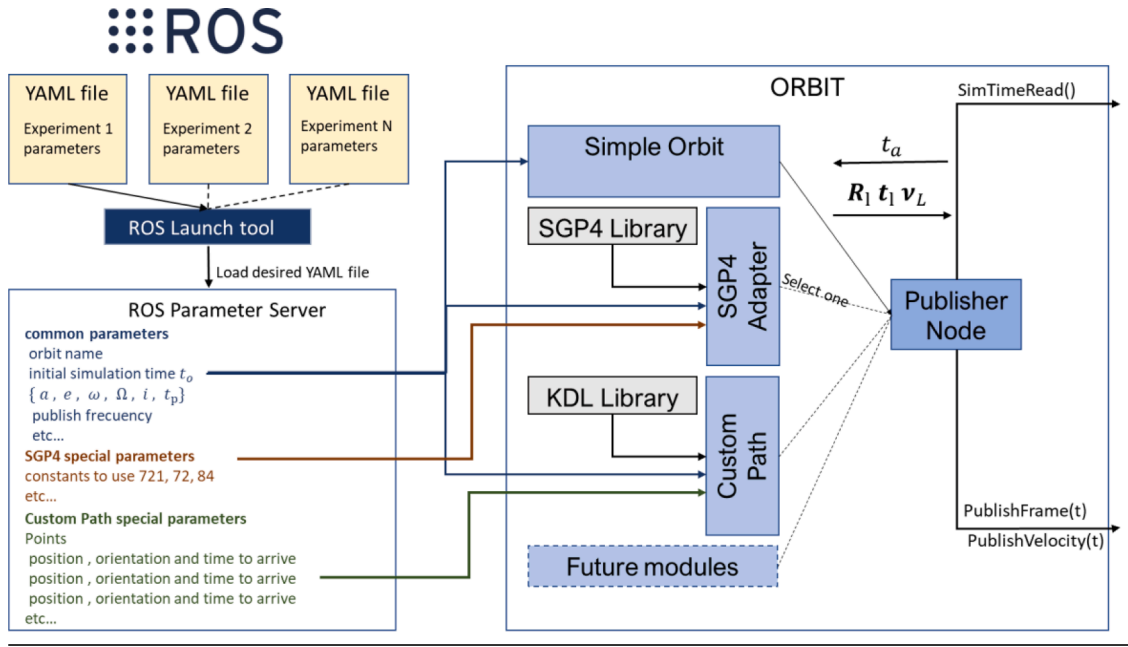 ROS
YAML file
Experiment 1
parameters
YAML file
Experiment 2
parameters
YAML file
Experiment N
parameters
ROS Launch tool
Load desired YAML file
ROS Parameter Server
common parameters
orbit name
initial simulation time t₀
{ a , e , ω , Ω , i , tₚ}
publish frecuency
etc...
SGP4 special parameters
constants to use 721, 72, 84
etc...
Custom Path special parameters
Points
position , orientation and time to arrive
position , orientation and time to arrive
position , orientation and time to arrive
etc...
ORBIT
Simple Orbit
SGP4 Library
SGP4
Adapter
KDL Library
Custom
Path
Future modules
Select one
tₐ
Rₗ tₗ ν_L
Publisher
Node
SimTimeRead()
PublishFrame(t)
PublishVelocity(t)